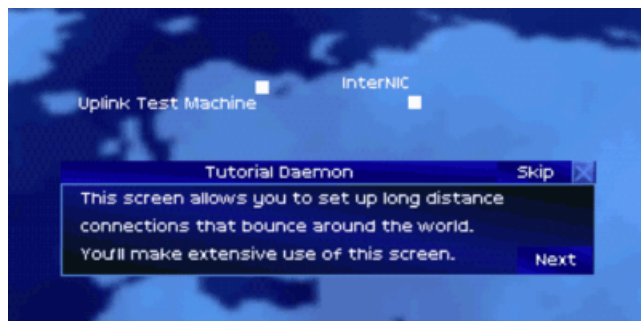 InterNIC
Uplink Test Machine
Tutorial Daemon Skip
This screen allows you to set up long distance
connections that bounce around the world.
You'll make extensive use of this screen.
Next